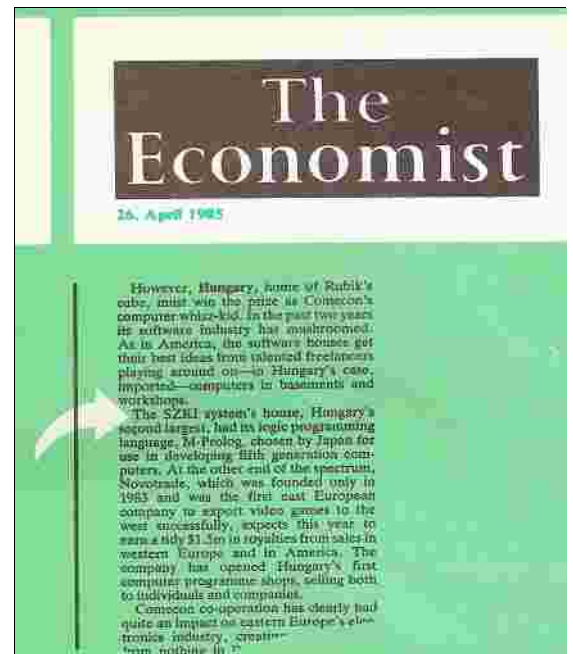 The
Economist
26. April 1985
However, Hungary, home of Rubik's
cube, must win the prize as Comecon's
computer whizz-kid. In the past two years
its software industry has mushroomed.
As in America, the software houses get
their best ideas from talented freelancers
playing around on—in Hungary's case,
imported—computers in basements and
workshops.
The SZKI system's house, Hungary's
second largest, had its logic programming
language, M-Prolog, chosen by Japan for
use in developing fifth generation com-
puters. At the other end of the spectrum,
Novotrade, which was founded only in
1983 and was the first east European
company to export video games to the
west successfully, expects this year to
earn a tidy $1.5m in royalties from sales in
western Europe and in America. The
company has opened Hungary's first
computer programme shops, selling both
to individuals and companies.
Comecon co-operation has clearly had
quite an impact on eastern Europe's elec-
tronics industry, creating
from nothing in